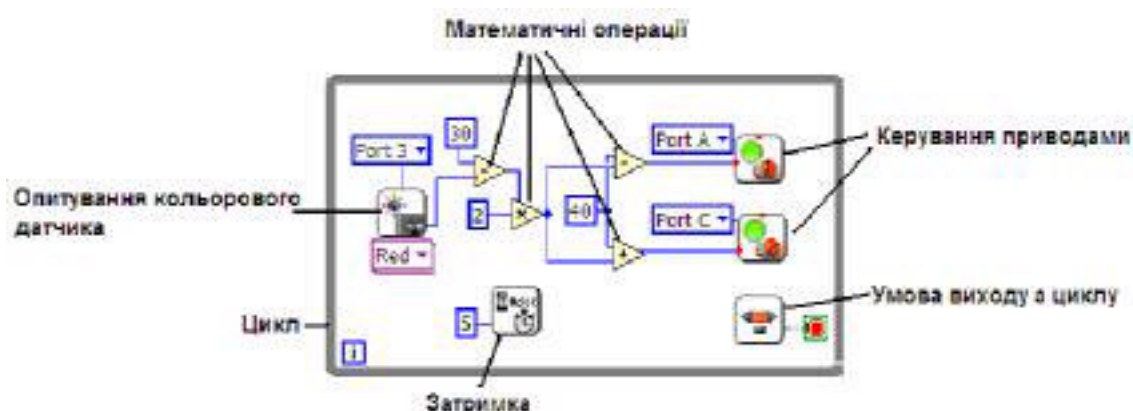 Математичні операції
30
Port A
Port 3
Керування приводами
Опитування кольорового
датчика
2
40
Port C
Red
Умова виходу з циклу
Цикл
5
i
Затримка